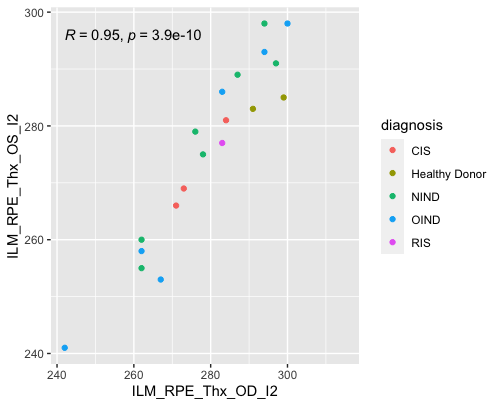 R = 0.95, p = 3.9e-10
300
280
260
240
ILM_RPE_Thx_OS_I2
240
260
280
300
ILM_RPE_Thx_OD_I2
diagnosis
CIS
Healthy Donor
NIND
OIND
RIS